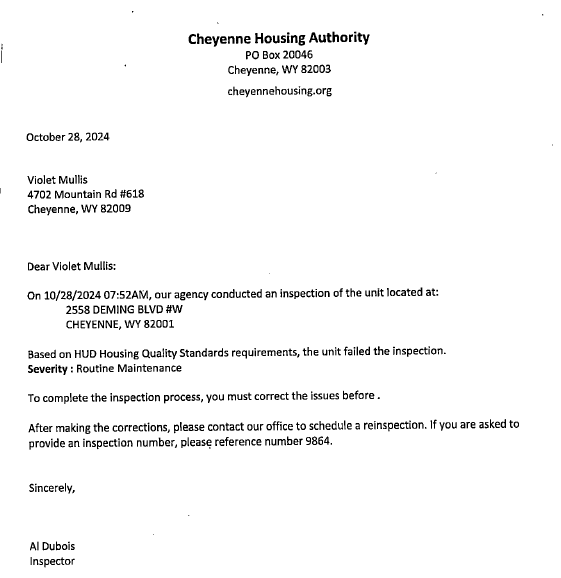 Cheyenne Housing Authority
PO Box 20046
Cheyenne, WY 82003
cheyennehousing.org
October 28, 2024
Violet Mullis
4702 Mountain Rd #618
Cheyenne, WY 82009
Dear Violet Mullis:
On 10/28/2024 07:52AM, our agency conducted an inspection of the unit located at:
2558 DEMING BLVD #W
CHEYENNE, WY 82001
Based on HUD Housing Quality Standards requirements, the unit failed the inspection.
Severity : Routine Maintenance
To complete the inspection process, you must correct the issues before .
After making the corrections, please contact our office to schedule a reinspection. If you are asked to
provide an inspection number, please reference number 9864.
Sincerely,
Al Dubois
Inspector